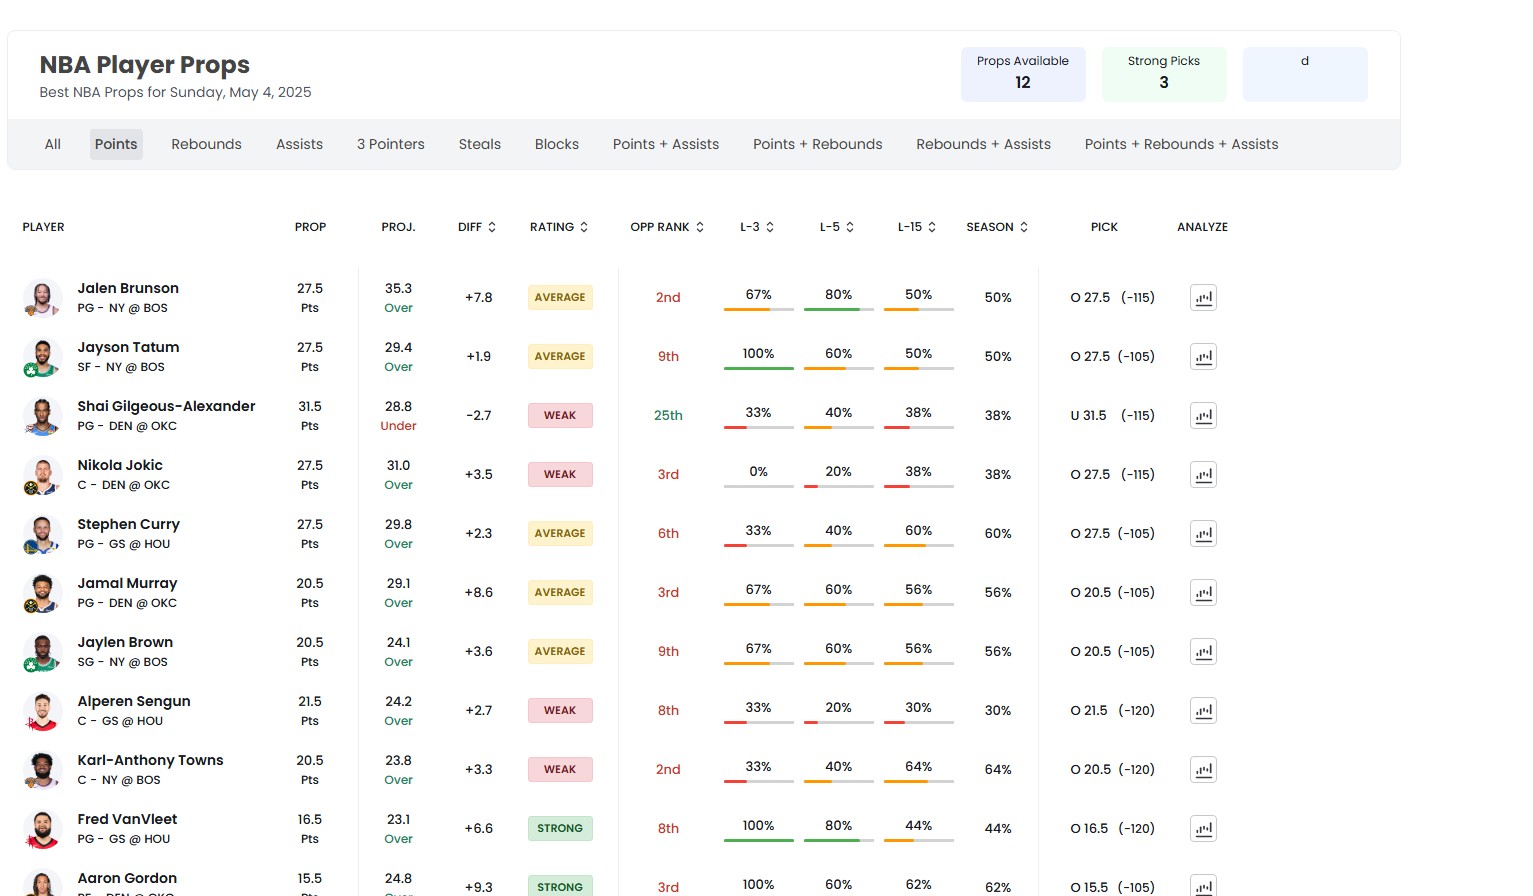 NBA Player Props
Best NBA Props for Sunday, May 4, 2025
Props Available
12
Strong Picks
3
d
All Points Rebounds Assists 3 Pointers Steals Blocks Points + Assists Points + Rebounds Rebounds + Assists Points + Rebounds + Assists
PLAYER PROP PROJ. DIFF RATING OPP RANK L-3 L-5 L-15 SEASON PICK ANALYZE
Jalen Brunson 27.5 35.3 +7.8 AVERAGE 2nd 67% 80% 50% 50% O 27.5 (-115)
PG - NY @ BOS Pts Over
Jayson Tatum 27.5 29.4 +1.9 AVERAGE 9th 100% 60% 50% 50% O 27.5 (-105)
SF - NY @ BOS Pts Over
Shai Gilgeous-Alexander 31.5 28.8 -2.7 WEAK 25th 33% 40% 38% 38% U 31.5 (-115)
PG - DEN @ OKC Pts Under
Nikola Jokic 27.5 31.0 +3.5 WEAK 3rd 0% 20% 38% 38% O 27.5 (-115)
C - DEN @ OKC Pts Over
Stephen Curry 27.5 29.8 +2.3 AVERAGE 6th 33% 40% 60% 60% O 27.5 (-105)
PG - GS @ HOU Pts Over
Jamal Murray 20.5 29.1 +8.6 AVERAGE 3rd 67% 60% 56% 56% O 20.5 (-105)
PG - DEN @ OKC Pts Over
Jaylen Brown 20.5 24.1 +3.6 AVERAGE 9th 67% 60% 56% 56% O 20.5 (-105)
SG - NY @ BOS Pts Over
Alperen Sengun 21.5 24.2 +2.7 WEAK 8th 33% 20% 30% 30% O 21.5 (-120)
C - GS @ HOU Pts Over
Karl-Anthony Towns 20.5 23.8 +3.3 WEAK 2nd 33% 40% 64% 64% O 20.5 (-120)
C - NY @ BOS Pts Over
Fred VanVleet 16.5 23.1 +6.6 STRONG 8th 100% 80% 44% 44% O 16.5 (-120)
PG - GS @ HOU Pts Over
Aaron Gordon 15.5 24.8 +9.3 STRONG 3rd 100% 60% 62% 62% O 15.5 (-105)